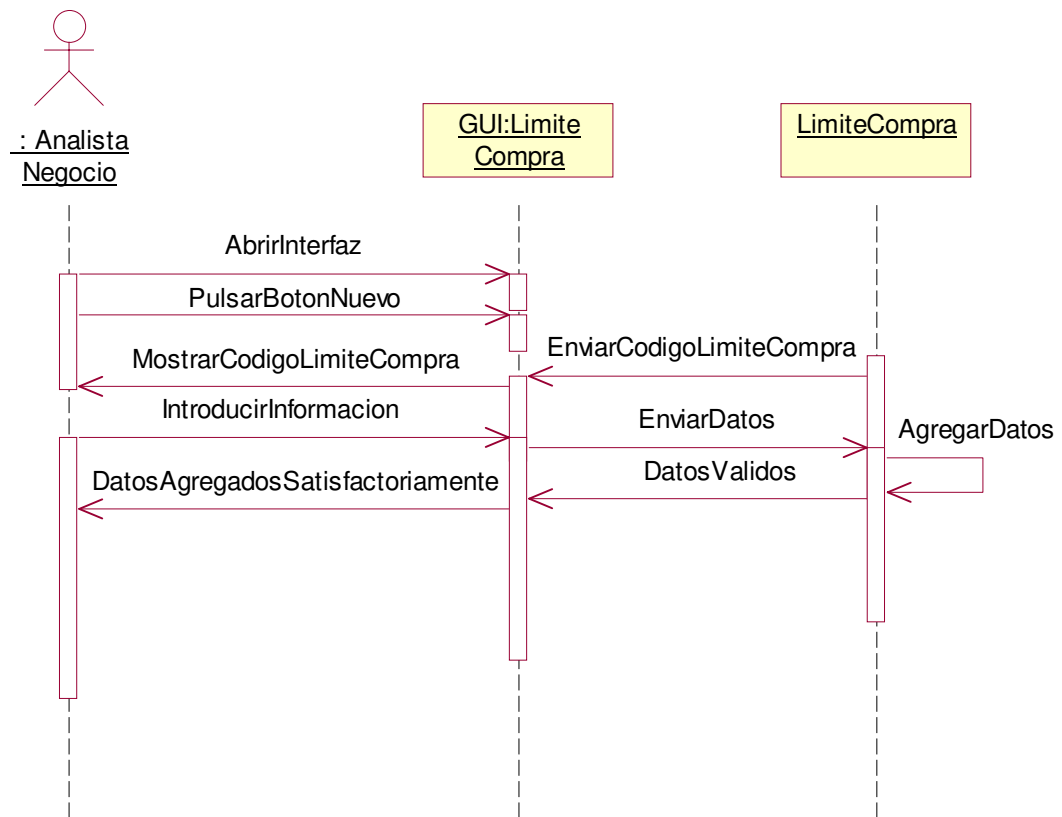 : Analista
Negocio
GUI:Limite
Compra
LimiteCompra
AbrirInterfaz
PulsarBotonNuevo
EnviarCodigoLimiteCompra
MostrarCodigoLimiteCompra
IntroducirInformacion
EnviarDatos
AgregarDatos
DatosValidos
DatosAgregadosSatisfactoriamente